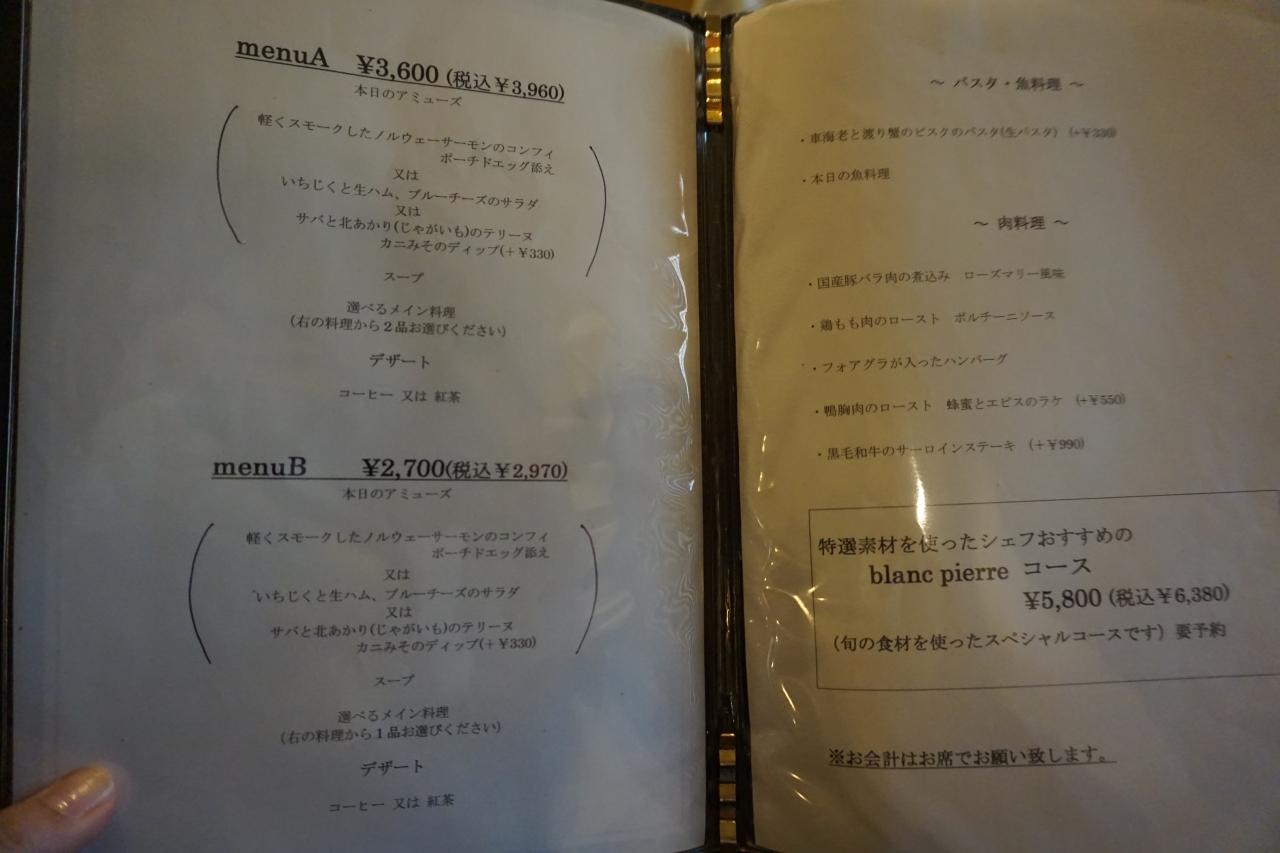 menuA ¥3,600 (税込¥3,960)
本日のアミューズ
軽くスモークしたノルウェーサーモンのコンフィ
ポーチドエッグ添え
又は
いちじくと生ハム、ブルーチーズのサラダ
又は
サバと北あかり(じゃがいも)のテリーヌ
カニみそのディップ(+¥330)
スープ
選べるメイン料理
(右の料理から2品お選びください)
デザート
コーヒー 又は 紅茶
menuB ¥2,700(税込¥2,970)
本日のアミューズ
軽くスモークしたノルウェーサーモンのコンフィ
ポーチドエッグ添え
又は
いちじくと生ハム、ブルーチーズのサラダ
又は
サバと北あかり(じゃがいも)のテリーヌ
カニみそのディップ(+¥330)
スープ
選べるメイン料理
(右の料理から1品お選びください)
デザート
コーヒー 又は 紅茶
～ パスタ・魚料理 ～
・車海老と渡り蟹のビスクのパスタ(生パスタ) (+¥330)
・本日の魚料理
～ 肉料理 ～
・国産豚バラ肉の煮込み ローズマリー風味
・鶏もも肉のロースト ポルチーニソース
・フォアグラが入ったハンバーグ
・鴨胸肉のロースト 蜂蜜とエピスのラケ (+¥550)
・黒毛和牛のサーロインステーキ (+¥990)
特選素材を使ったシェフおすすめの
blanc pierre コース
¥5,800 (税込¥6,380)
(旬の食材を使ったスペシャルコースです) 要予約
※お会計はお席でお願い致します。